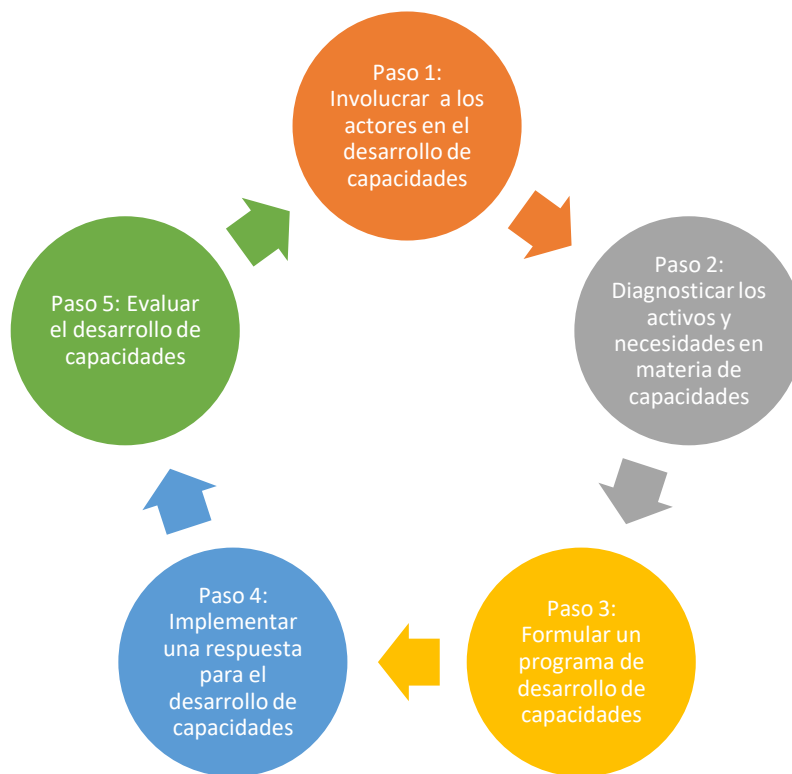 Paso 1:
Involucrar a los
actores en el
desarrollo de
capacidades
Paso 2:
Diagnosticar los
activos y
necesidades en
materia de
capacidades
Paso 3:
Formular un
programa de
desarrollo de
capacidades
Paso 4:
Implementar
una respuesta
para el
desarrollo de
capacidades
Paso 5: Evaluar
el desarrollo de
capacidades